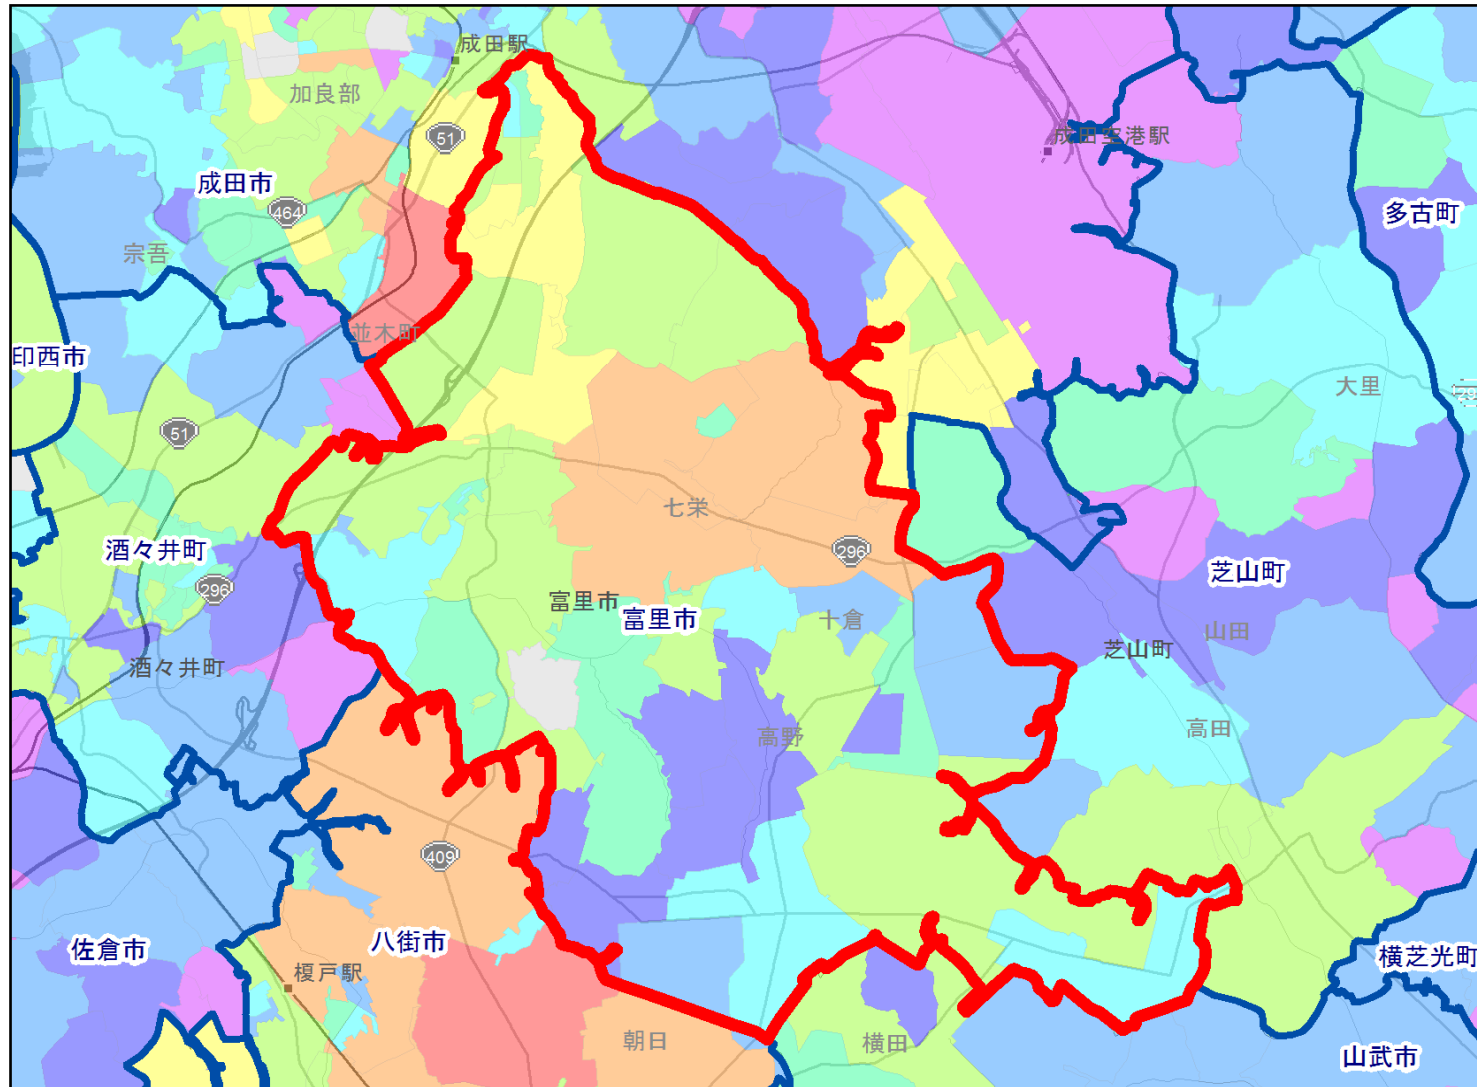 成田駅
加良部
51
成田空港駅
成田市
464
多古町
宗吾
並木町
印西市
大里
51
七栄
酒々井町
296
芝山町
296
富里市
富里市
十倉
山田
芝山町
酒々井町
高田
高野
409
佐倉市
八街市
横芝光町
榎戸駅
朝日
横田
山武市